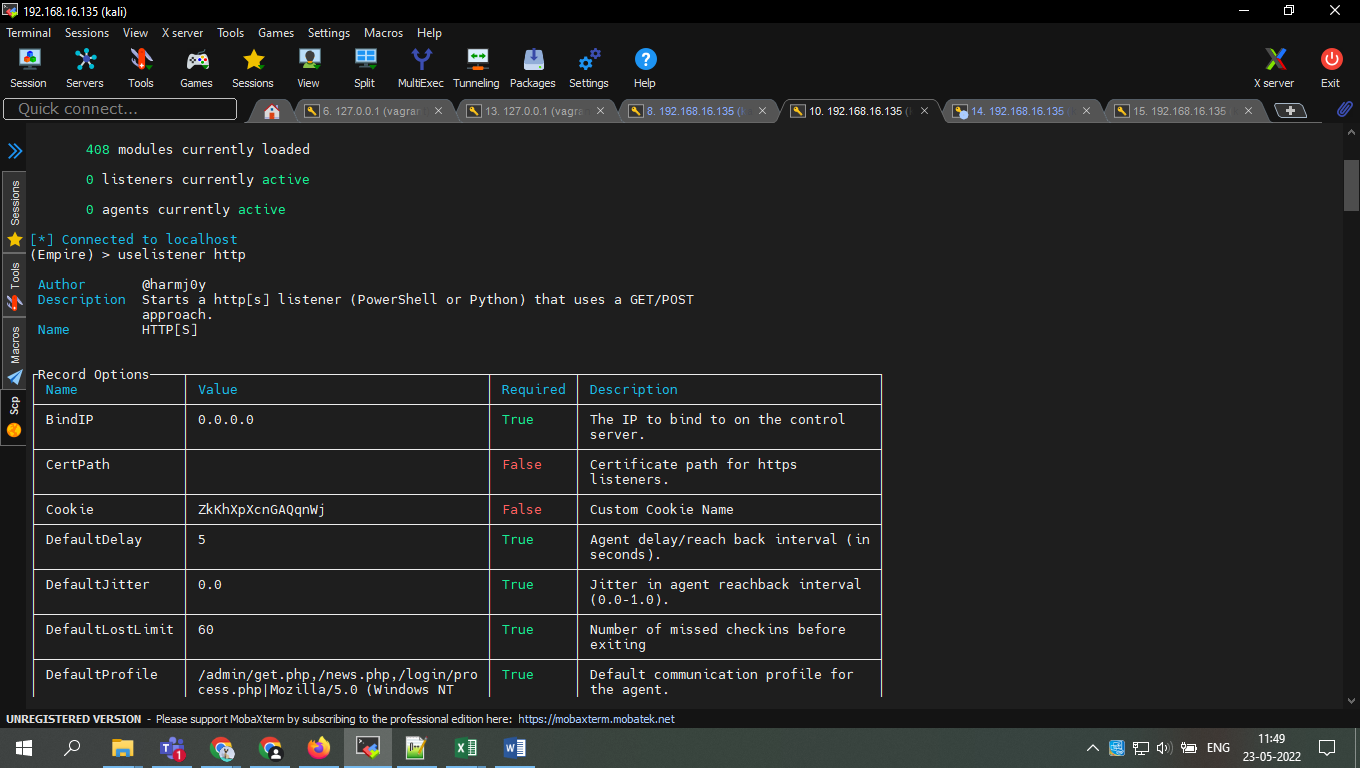 192.168.16.135 (kali)
Terminal Sessions View X server Tools Games Settings Macros Help
Session Servers Tools Games Sessions View Split MultiExec Tunneling Packages Settings Help X server Exit
Quick connect...
6. 127.0.0.1 (vagran
13. 127.0.0.1 (vagra
8. 192.168.16.135 (k
10. 192.168.16.135 (
14. 192.168.16.135
15. 192.168.16.135
Sessions
Tools
Macros
Scp
408 modules currently loaded
0 listeners currently active
0 agents currently active
[*] Connected to localhost
(Empire) > uselistener http
Author @harmj0y
Description Starts a http[s] listener (PowerShell or Python) that uses a GET/POST
approach.
Name HTTP[S]
Record Options
Name Value Required Description
BindIP 0.0.0.0 True The IP to bind to on the control
server.
CertPath False Certificate path for https
listeners.
Cookie ZkKhXpXcnGAQqnWj False Custom Cookie Name
DefaultDelay 5 True Agent delay/reach back interval (in
seconds).
DefaultJitter 0.0 True Jitter in agent reachback interval
(0.0-1.0).
DefaultLostLimit 60 True Number of missed checkins before
exiting
DefaultProfile /admin/get.php,/news.php,/login/pro True Default communication profile for
cess.php|Mozilla/5.0 (Windows NT the agent.
UNREGISTERED VERSION - Please support MobaXterm by subscribing to the professional edition here: https://mobaxterm.mobatek.net
1
ENG
11:49
23-05-2022